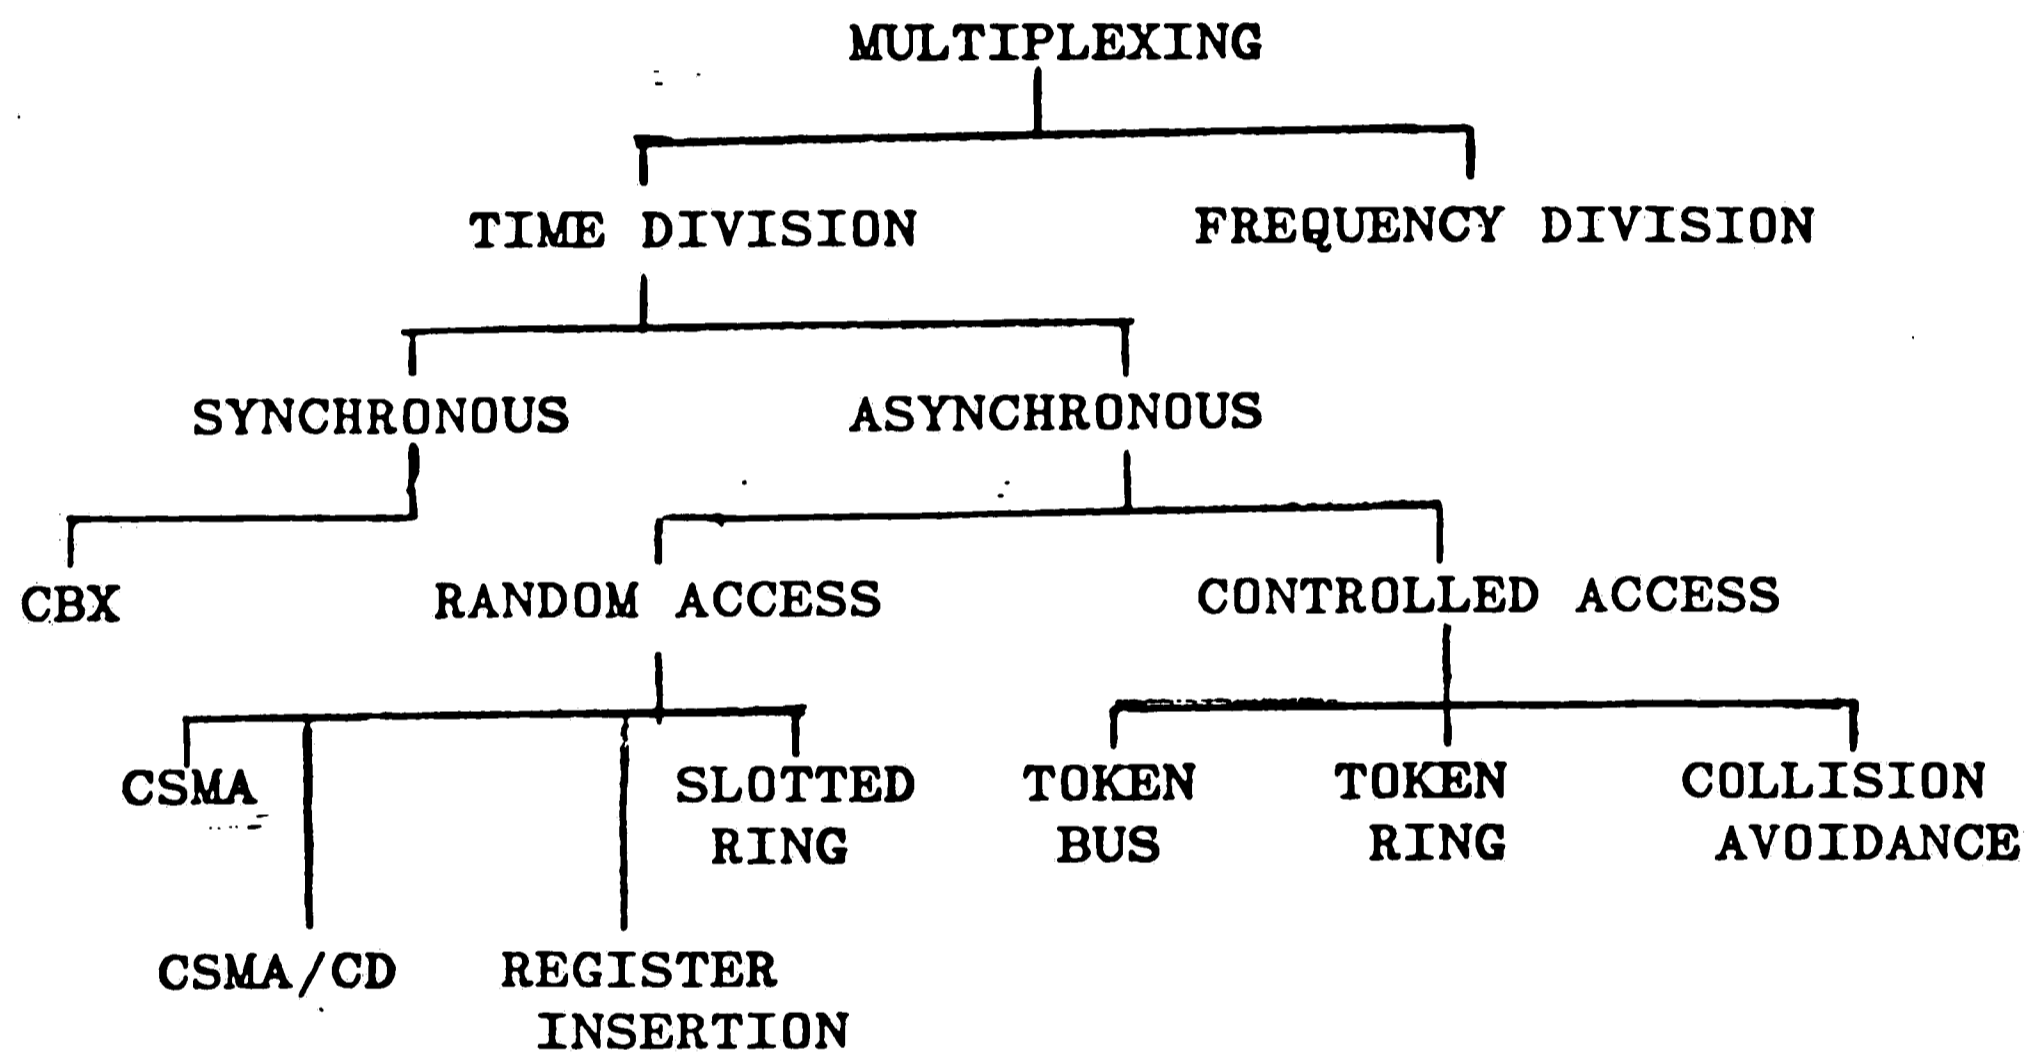 MULTIPLEXING
TIME DIVISION
FREQUENCY DIVISION
SYNCHRONOUS
ASYNCHRONOUS
CBX
RANDOM ACCESS
CONTROLLED ACCESS
CSMA
SLOTTED
RING
TOKEN
BUS
TOKEN
RING
COLLISION
AVOIDANCE
CSMA/CD
REGISTER
INSERTION